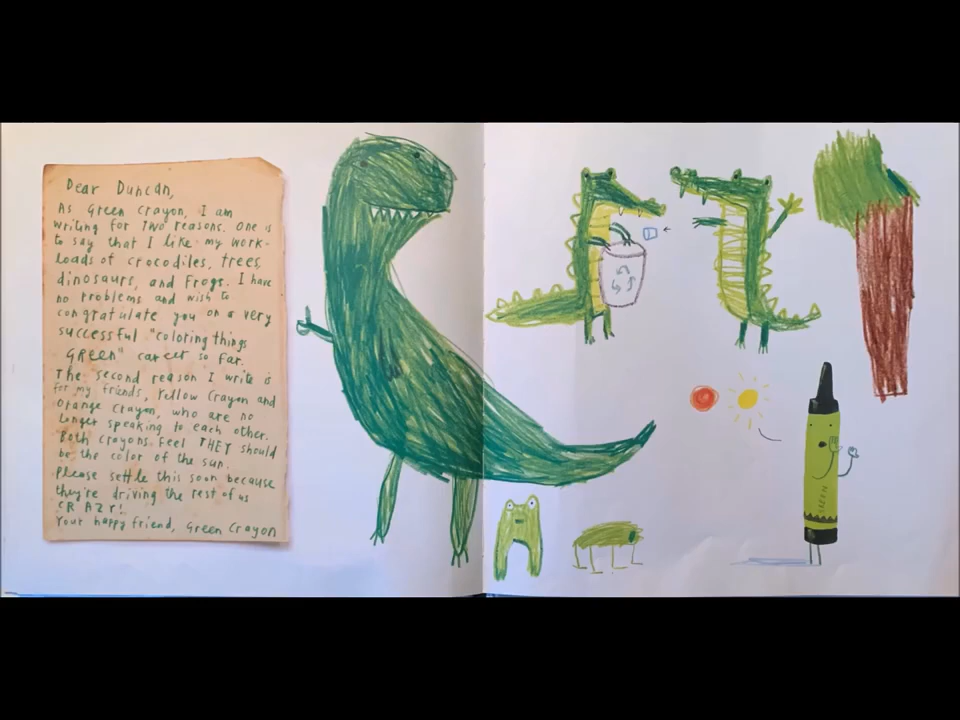 Dear Duncan,
As Green Crayon, I am
writing for TWO reasons. One is
to say that I like my work-
loads of crocodiles, trees,
dinosaurs, and frogs. I have
no problems and wish to
congratulate you on a very
successful "coloring things
GREEN" career so far.
The second reason I write is
for my friends, Yellow Crayon and
Orange Crayon, who are no
longer speaking to each other.
Both crayons feel THEY should
be the color of the sun.
Please settle this soon because
they're driving the rest of us
CRAZY!
Your happy friend, Green Crayon
GREEN